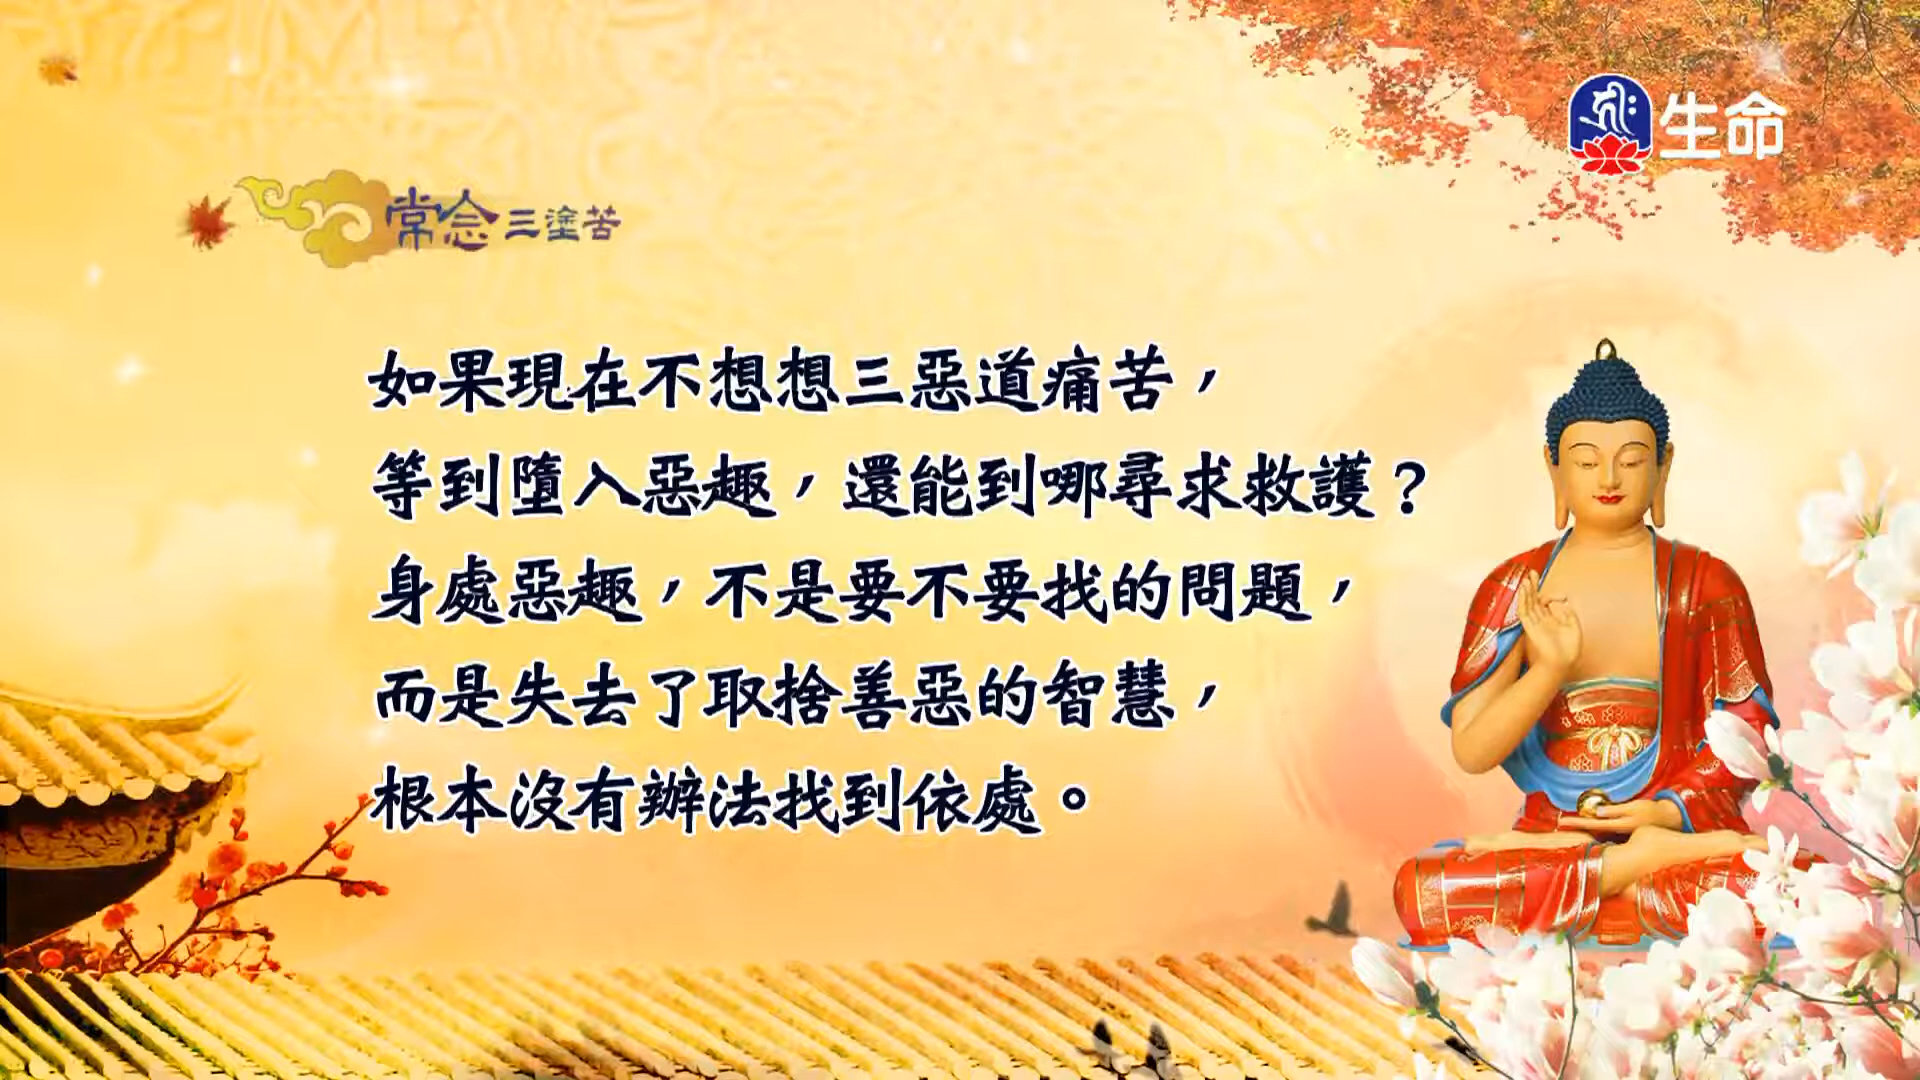 生命
常念三塗苦
如果現在不想想三惡道痛苦，
等到墮入惡趣，還能到哪尋求救護？
身處惡趣，不是要不要找的問題，
而是失去了取捨善惡的智慧，
根本沒有辦法找到依處。